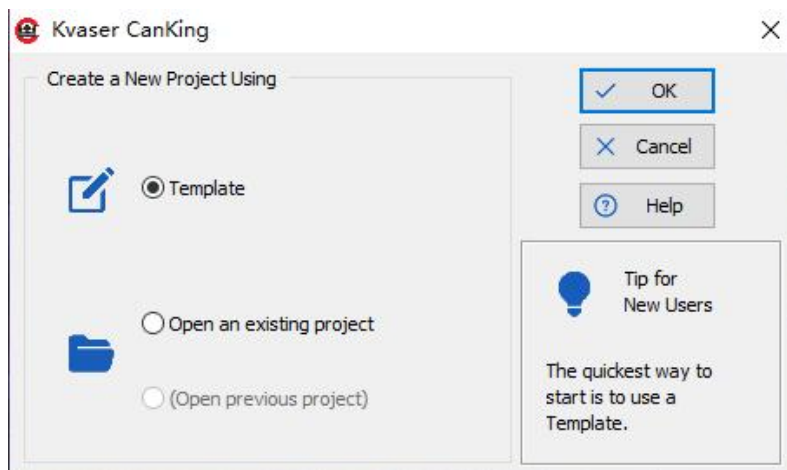 Kvaser CanKing
Create a New Project Using
Template
Open an existing project
(Open previous project)
OK
Cancel
Help
Tip for
New Users
The quickest way to
start is to use a
Template.